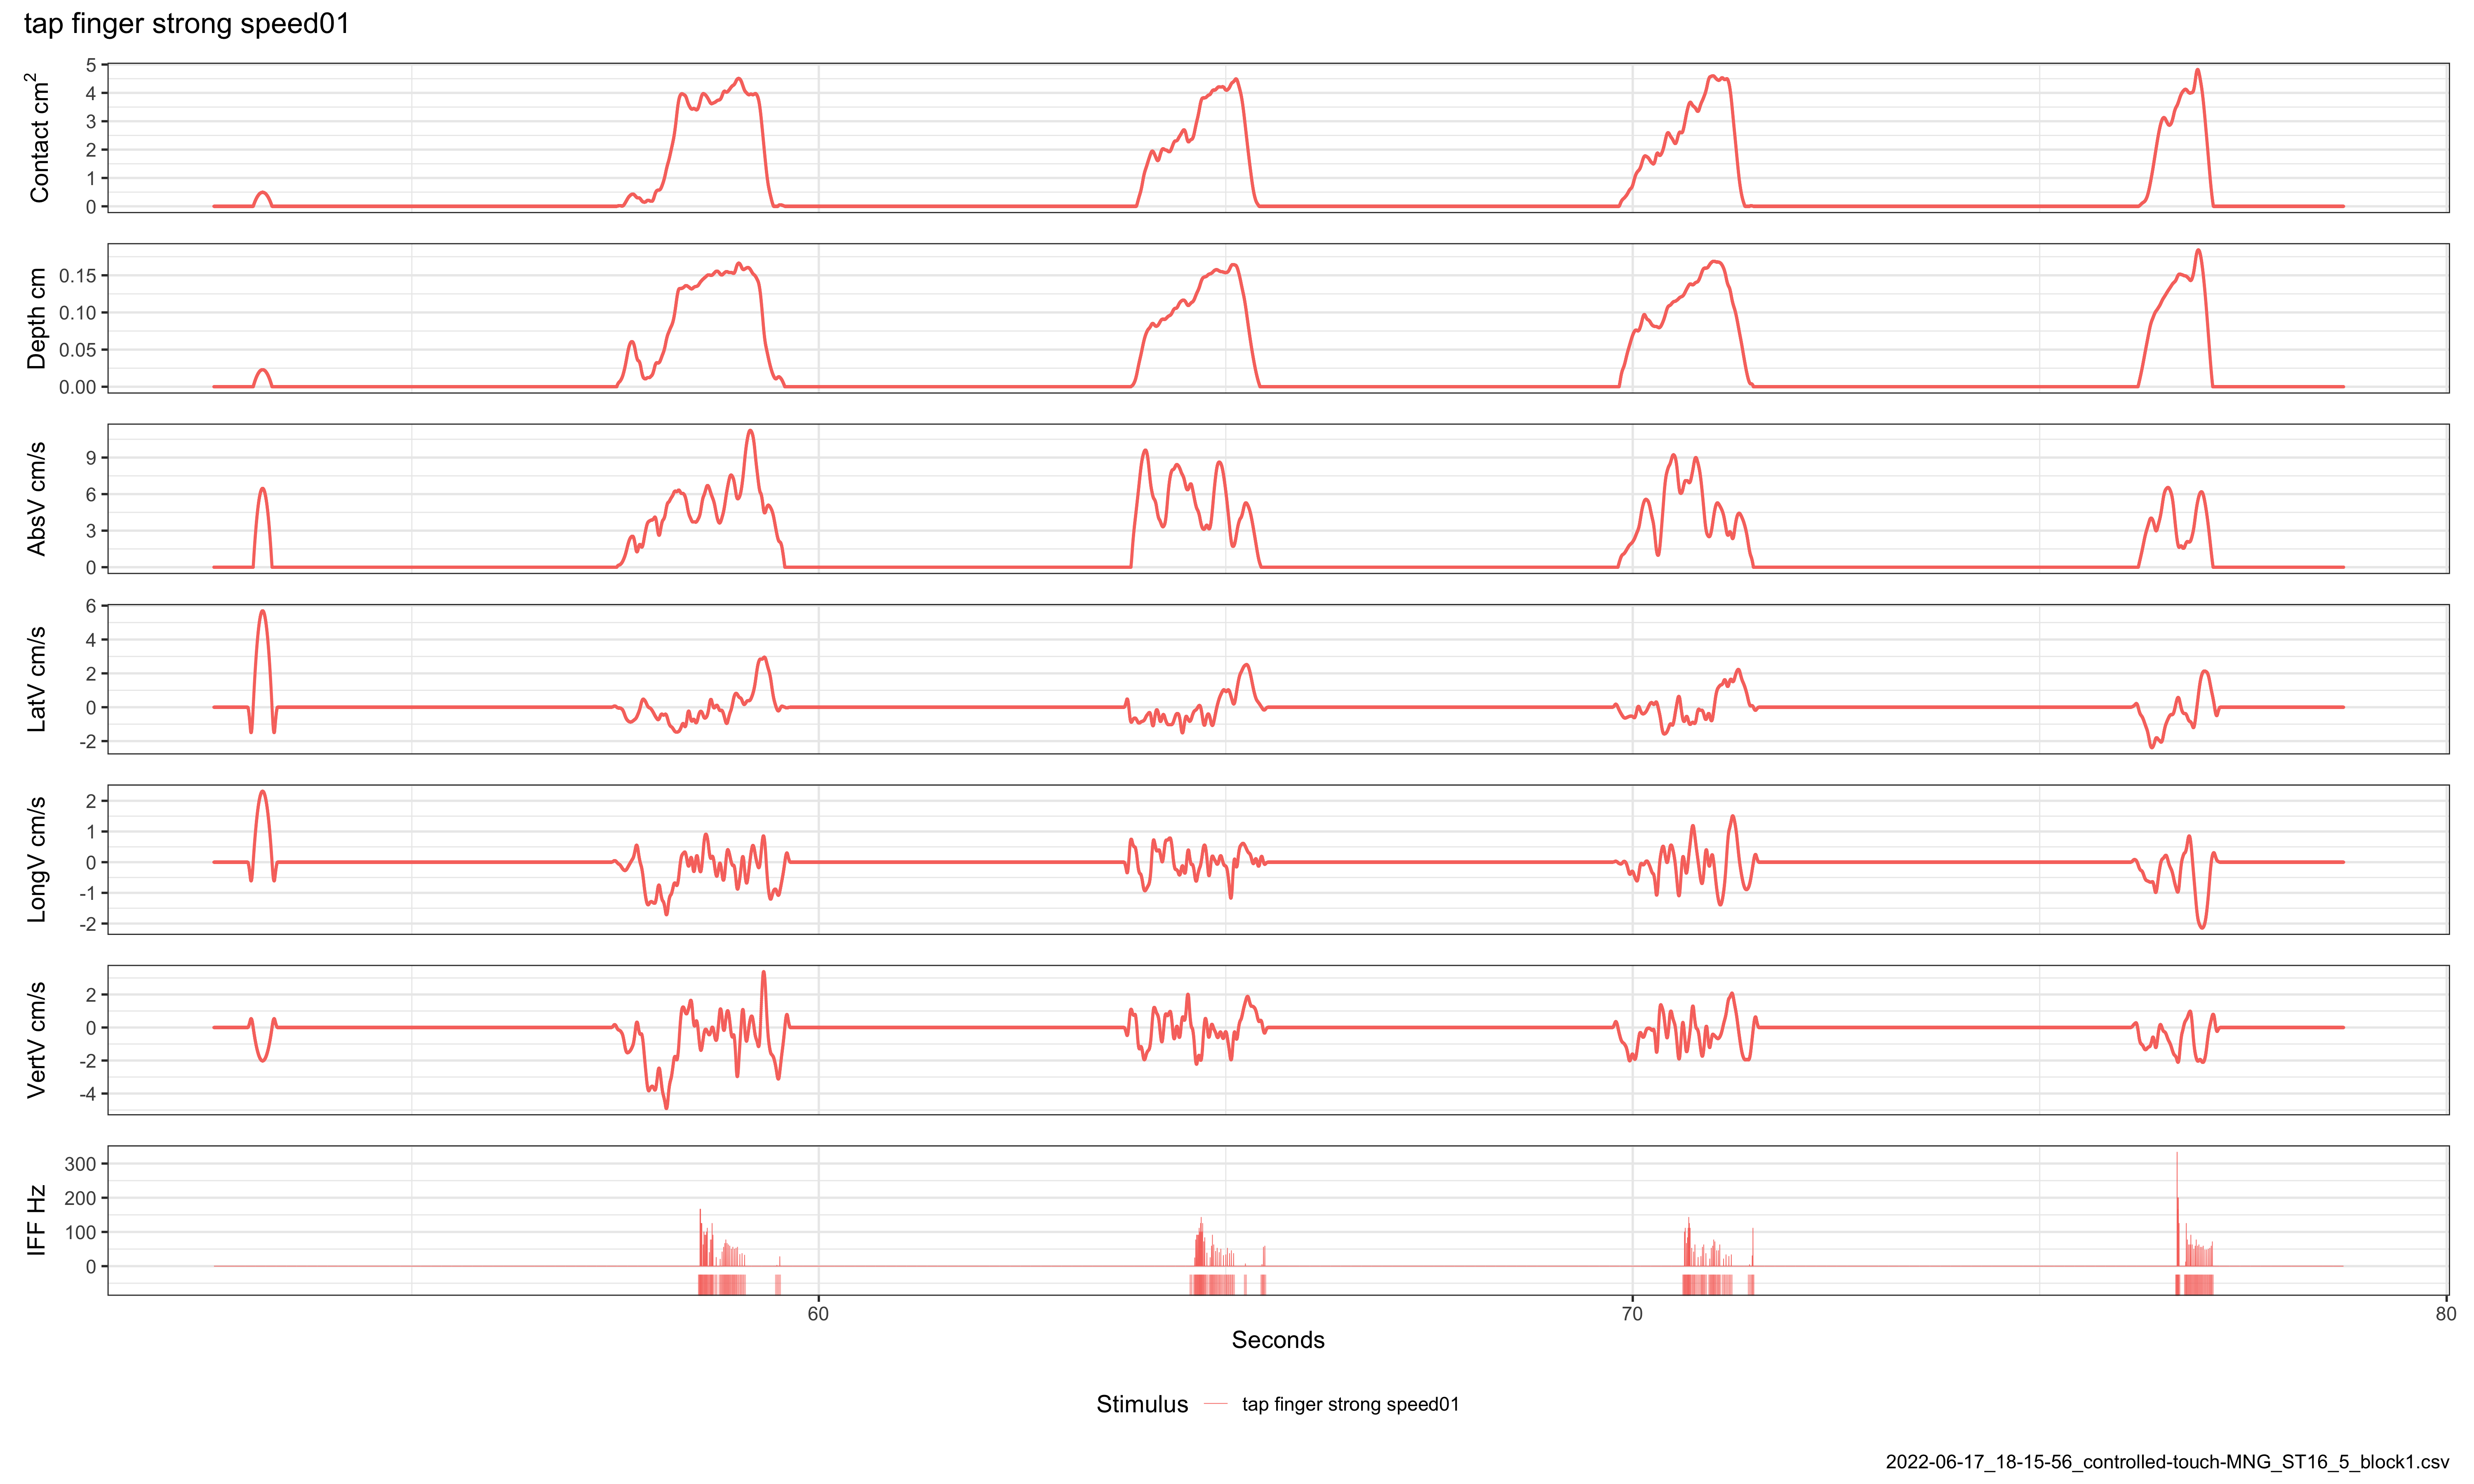 tap finger strong speed01
Contact cm²
5
4
3
2
1
0
Depth cm
0.15
0.10
0.05
0.00
AbsV cm/s
9
6
3
0
LatV cm/s
6
4
2
0
-2
LongV cm/s
2
1
0
-1
-2
VertV cm/s
2
0
-2
-4
IFF Hz
300
200
100
0
60 70 80
Seconds
Stimulus tap finger strong speed01
2022-06-17_18-15-56_controlled-touch-MNG_ST16_5_block1.csv